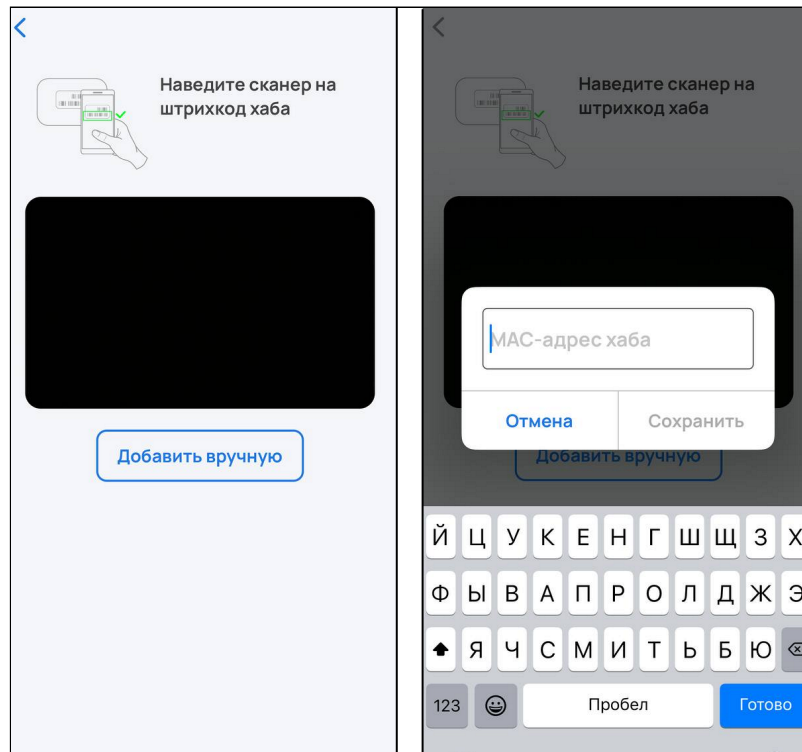 Наведите сканер на
штрихкод хаба
Добавить вручную
Наведите сканер на
штрихкод хаба
MAC-адрес хаба
Отмена
Сохранить
Добавить вручную
Й Ц У К Е Н Г Ш Щ З Х
Ф Ы В А П Р О Л Д Ж Э
Я Ч С М И Т Ь Б Ю
123
Пробел
Готово